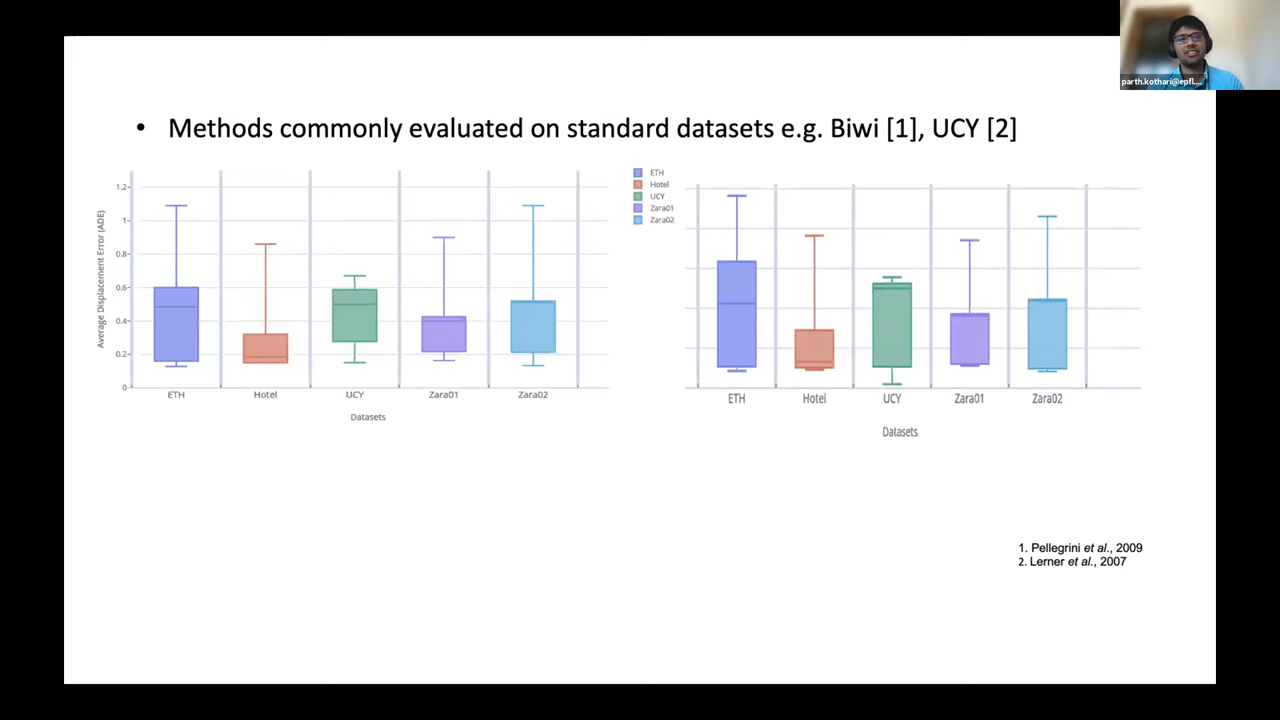 parth.kothari@epfl....
• Methods commonly evaluated on standard datasets e.g. Biwi [1], UCY [2]
Average Displacement Error (ADE)
1.2
1
0.8
0.6
0.4
0.2
0
ETH Hotel UCY Zara01 Zara02
Datasets
ETH
Hotel
UCY
Zara01
Zara02
ETH Hotel UCY Zara01 Zara02
Datasets
1. Pellegrini et al., 2009
2. Lerner et al., 2007